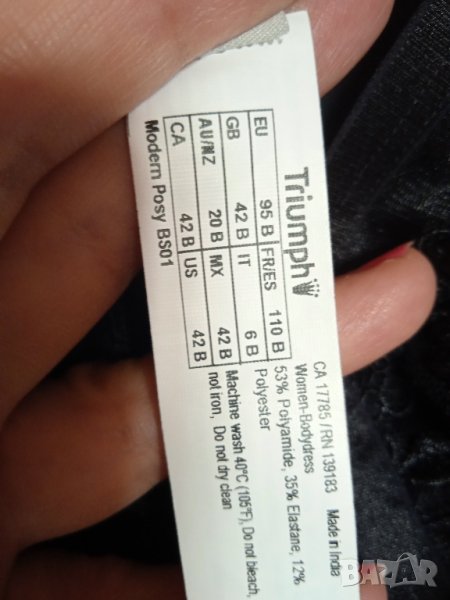 Triumph
EU 95 B FR/ES 110 B
GB 42 B IT 6 B
AU/NZ 20 B MX 42 B
CA 42 B US 42 B
Modern Posy BS01
CA 17785 / RN 139183 Made in India
Women-Bodydress
53% Polyamide, 35% Elastane, 12%
Polyester
Machine wash 40°C (105°F), Do not bleach,
not iron, Do not dry clean
BAZAR